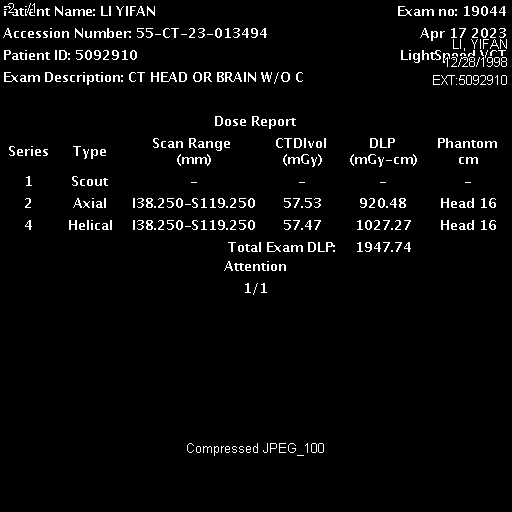 -2 /1
Patient Name: LI YIFAN
Exam no: 19044
Accession Number: 55-CT-23-013494
Apr 17 2023
LI, YIFAN
Patient ID: 5092910
LightSpeed VCT
12/28/1998
Exam Description: CT HEAD OR BRAIN W/O C
EXT:5092910
Dose Report
Series Type Scan Range (mm) CTDIvol (mGy) DLP (mGy-cm) Phantom cm
1 Scout - - - -
2 Axial I38.250-S119.250 57.53 920.48 Head 16
4 Helical I38.250-S119.250 57.47 1027.27 Head 16
Total Exam DLP: 1947.74
Attention
1/1
Compressed JPEG_100